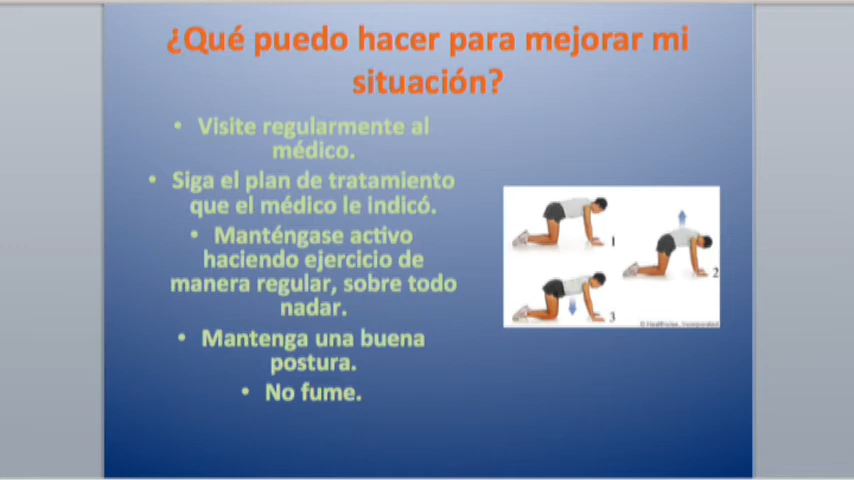 ¿Qué puedo hacer para mejorar mi
situación?
• Visite regularmente al
médico.
• Siga el plan de tratamiento
que el médico le indicó.
• Manténgase activo
haciendo ejercicio de
manera regular, sobre todo
nadar.
• Mantenga una buena
postura.
• No fume.
1
2
3
© Healthwise, Incorporated